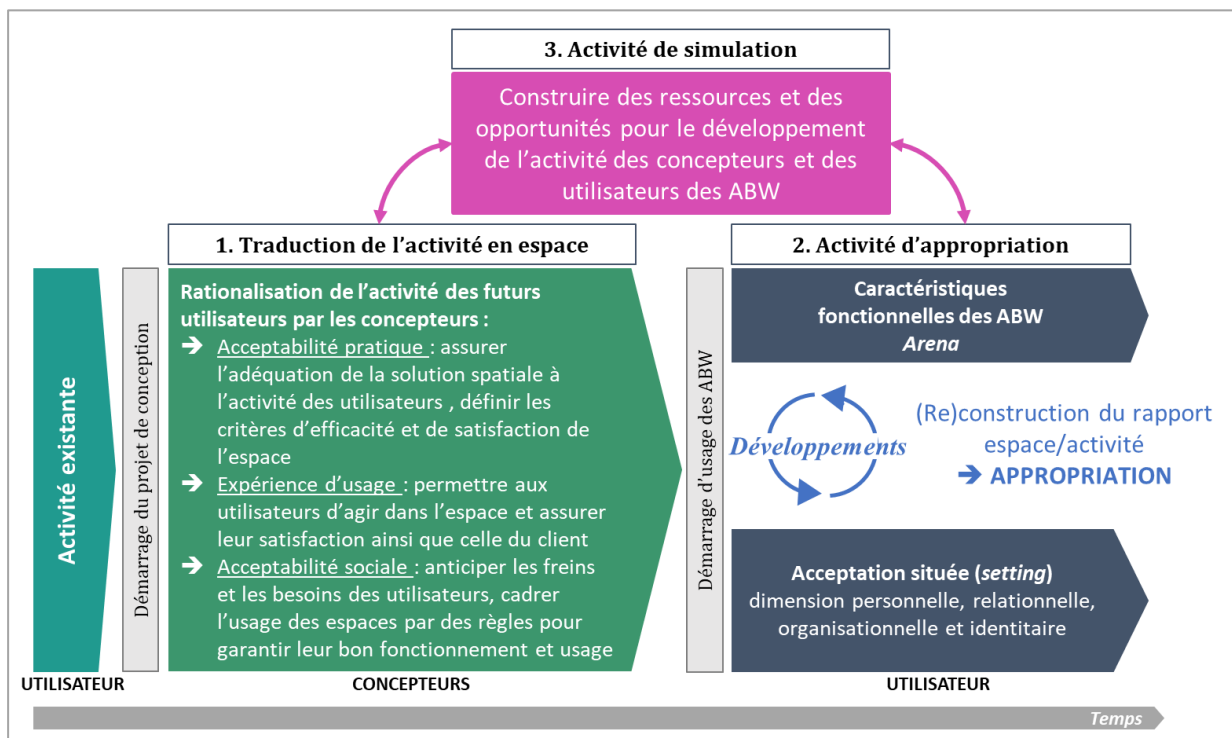 3. Activité de simulation
Construire des ressources et des
opportunités pour le développement
de l’activité des concepteurs et des
utilisateurs des ABW
1. Traduction de l’activité en espace
2. Activité d’appropriation
Activité existante
Démarrage du projet de conception
Rationalisation de l’activité des futurs
utilisateurs par les concepteurs :
➔ Acceptabilité pratique : assurer
l’adéquation de la solution spatiale à
l’activité des utilisateurs , définir les
critères d’efficacité et de satisfaction de
l’espace
➔ Expérience d’usage : permettre aux
utilisateurs d’agir dans l’espace et assurer
leur satisfaction ainsi que celle du client
➔ Acceptabilité sociale : anticiper les freins
et les besoins des utilisateurs, cadrer
l’usage des espaces par des règles pour
garantir leur bon fonctionnement et usage
Démarrage d’usage des ABW
Caractéristiques
fonctionnelles des ABW
Arena
Développements
(Re)construction du rapport
espace/activité
➔ APPROPRIATION
Acceptation située (setting)
dimension personnelle, relationnelle,
organisationnelle et identitaire
UTILISATEUR
CONCEPTEURS
UTILISATEUR
Temps